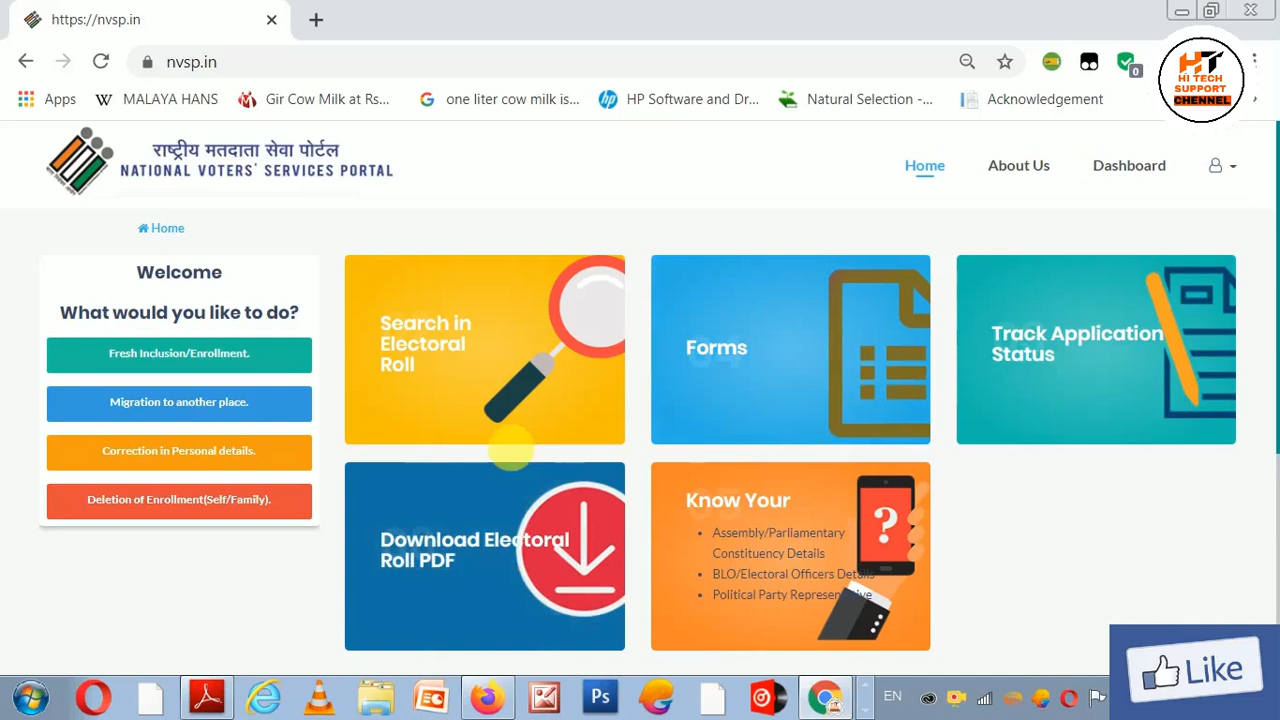 https://nvsp.in
nvsp.in
0
HT
HI TECH
SUPPORT
CHENNEL
Apps
W MALAYA HANS
Gir Cow Milk at Rs...
one liter cow milk is...
HP Software and Dr...
Natural Selection -...
Acknowledgement
राष्ट्रीय मतदाता सेवा पोर्टल
NATIONAL VOTERS' SERVICES PORTAL
Home
About Us
Dashboard
Home
Welcome
What would you like to do?
Fresh Inclusion/Enrollment.
Migration to another place.
Correction in Personal details.
Deletion of Enrollment(Self/Family).
Search in
Electoral
Roll
Forms
Track Application
Status
Download Electoral
Roll PDF
Know Your
?
Assembly/Parliamentary
Constituency Details
BLO/Electoral Officers Details
Political Party Representative
Like
Ps
EN